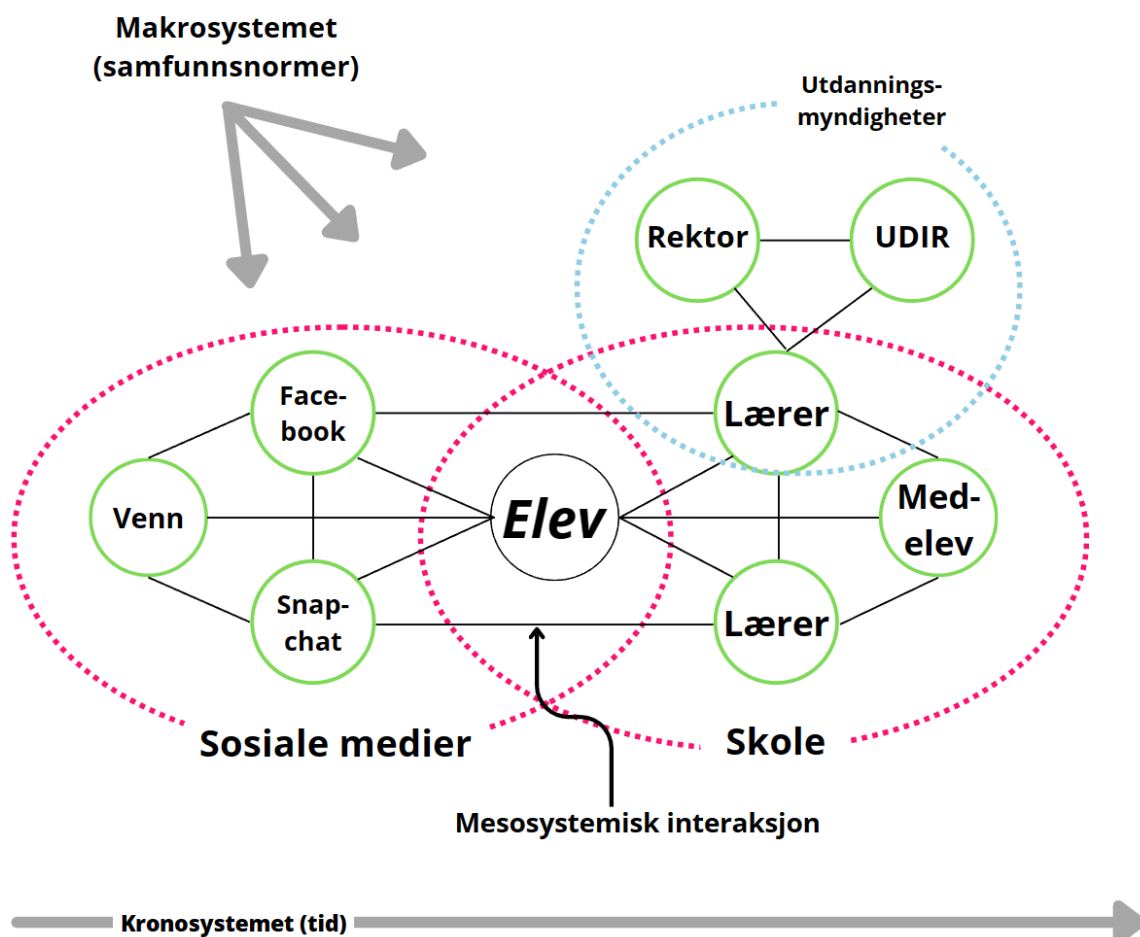 Makrosystemet
(samfunnsnormer)
Utdannings-
myndigheter
Rektor
UDIR
Face-
book
Lærer
Venn
Elev
Med-
elev
Snap-
chat
Lærer
Sosiale medier
Skole
Mesosystemisk interaksjon
Kronosystemet (tid)